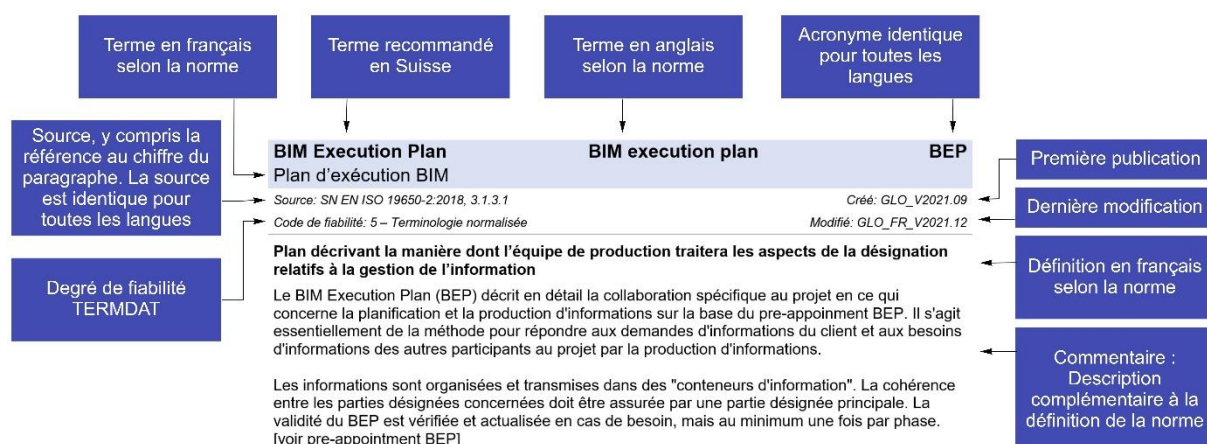 Terme en français
selon la norme
Terme recommandé
en Suisse
Terme en anglais
selon la norme
Acronyme identique
pour toutes les
langues
Source, y compris la
référence au chiffre du
paragraphe. La source
est identique pour
toutes les langues
Degré de fiabilité
TERMDAT
BIM Execution Plan BIM execution plan BEP
Plan d'exécution BIM
Source: SN EN ISO 19650-2:2018, 3.1.3.1 Créé: GLO_V2021.09
Code de fiabilité: 5 – Terminologie normalisée Modifié: GLO_FR_V2021.12
Plan décrivant la manière dont l'équipe de production traitera les aspects de la désignation
relatifs à la gestion de l'information
Le BIM Execution Plan (BEP) décrit en détail la collaboration spécifique au projet en ce qui
concerne la planification et la production d'informations sur la base du pre-appoinment BEP. Il s'agit
essentiellement de la méthode pour répondre aux demandes d'informations du client et aux besoins
d'informations des autres participants au projet par la production d'informations.
Les informations sont organisées et transmises dans des "conteneurs d'information". La cohérence
entre les parties désignées concernées doit être assurée par une partie désignée principale. La
validité du BEP est vérifiée et actualisée en cas de besoin, mais au minimum une fois par phase.
[voir pre-appointment BEP]
Première publication
Dernière modification
Définition en français
selon la norme
Commentaire :
Description
complémentaire à la
définition de la norme